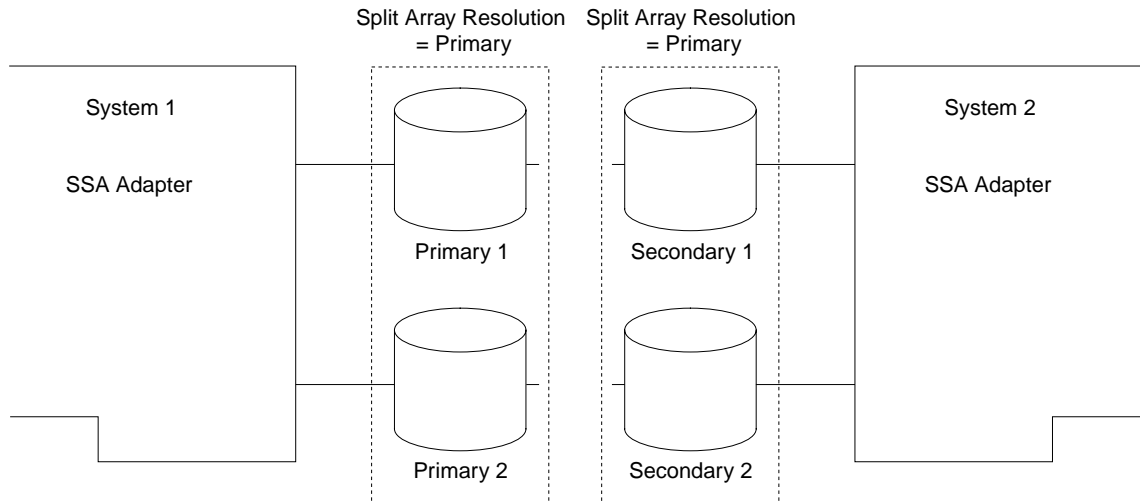 Split Array Resolution
= Primary
Split Array Resolution
= Primary
System 1
System 2
SSA Adapter
SSA Adapter
Primary 1
Secondary 1
Primary 2
Secondary 2